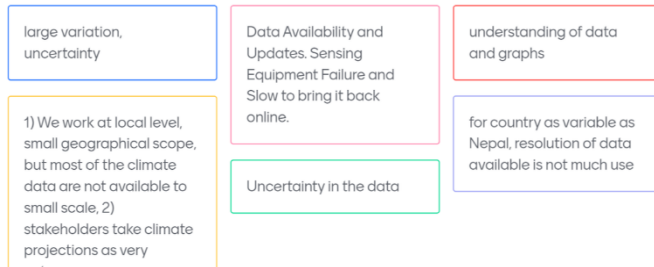 large variation,
uncertainty
1) We work at local level,
small geographical scope,
but most of the climate
data are not available to
small scale, 2)
stakeholders take climate
projections as very
Data Availability and
Updates. Sensing
Equipment Failure and
Slow to bring it back
online.
Uncertainty in the data
understanding of data
and graphs
for country as variable as
Nepal, resolution of data
available is not much use